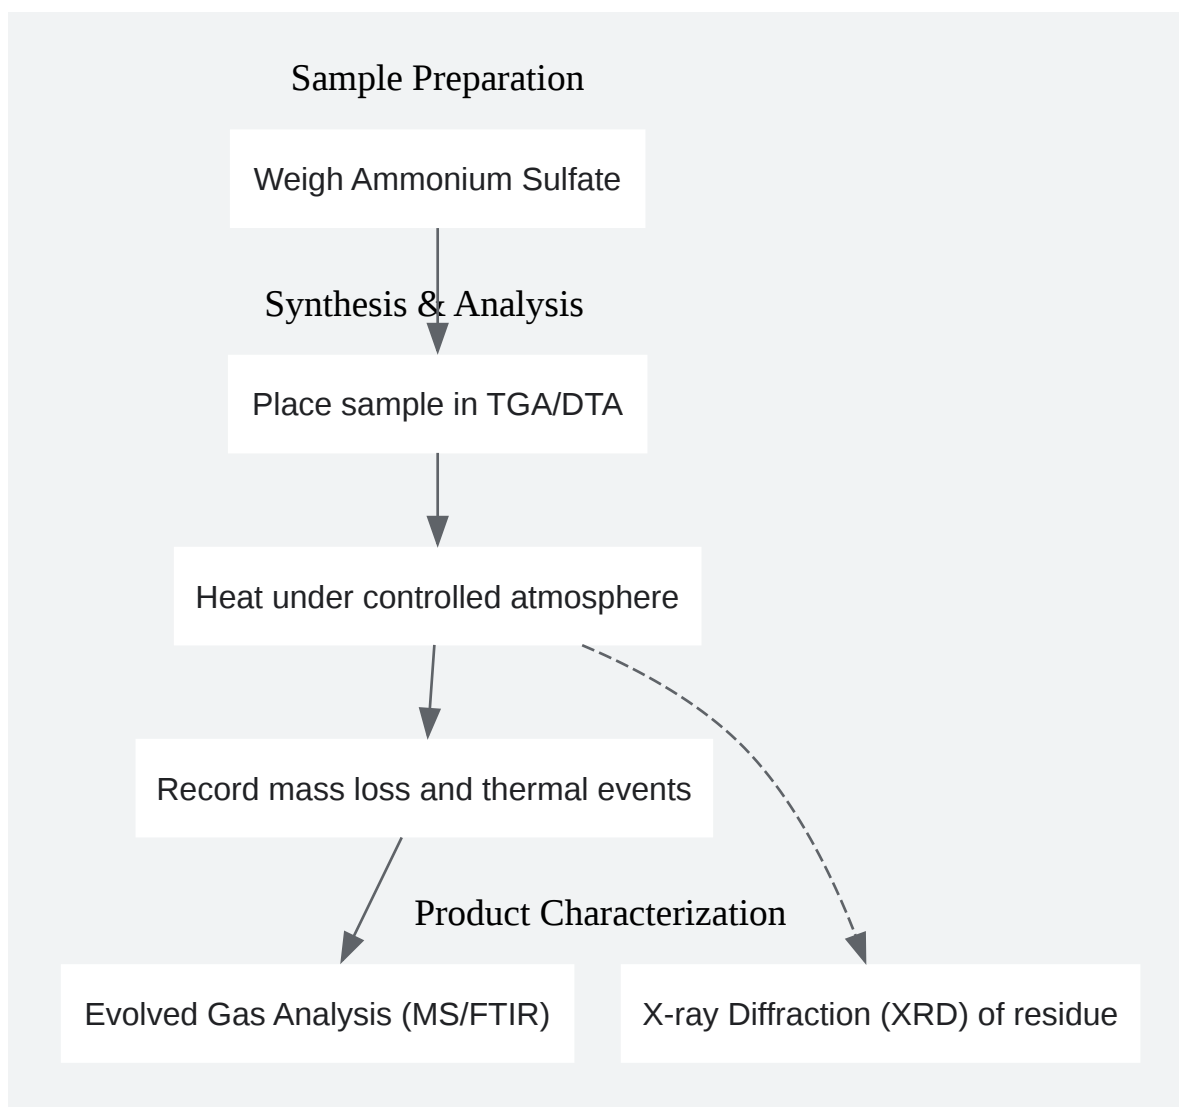 Sample Preparation
Weigh Ammonium Sulfate
Synthesis & Analysis
Place sample in TGA/DTA
Heat under controlled atmosphere
Record mass loss and thermal events
Product Characterization
Evolved Gas Analysis (MS/FTIR)
X-ray Diffraction (XRD) of residue